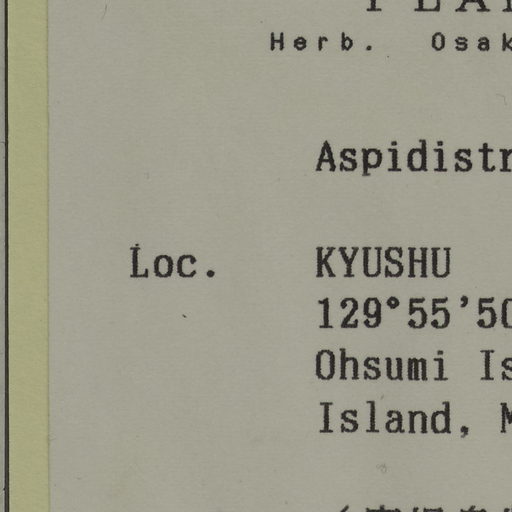 Herb. Osak
Aspidistr
Loc. KYUSHU
129°55'50
Ohsumi Is
Island, M